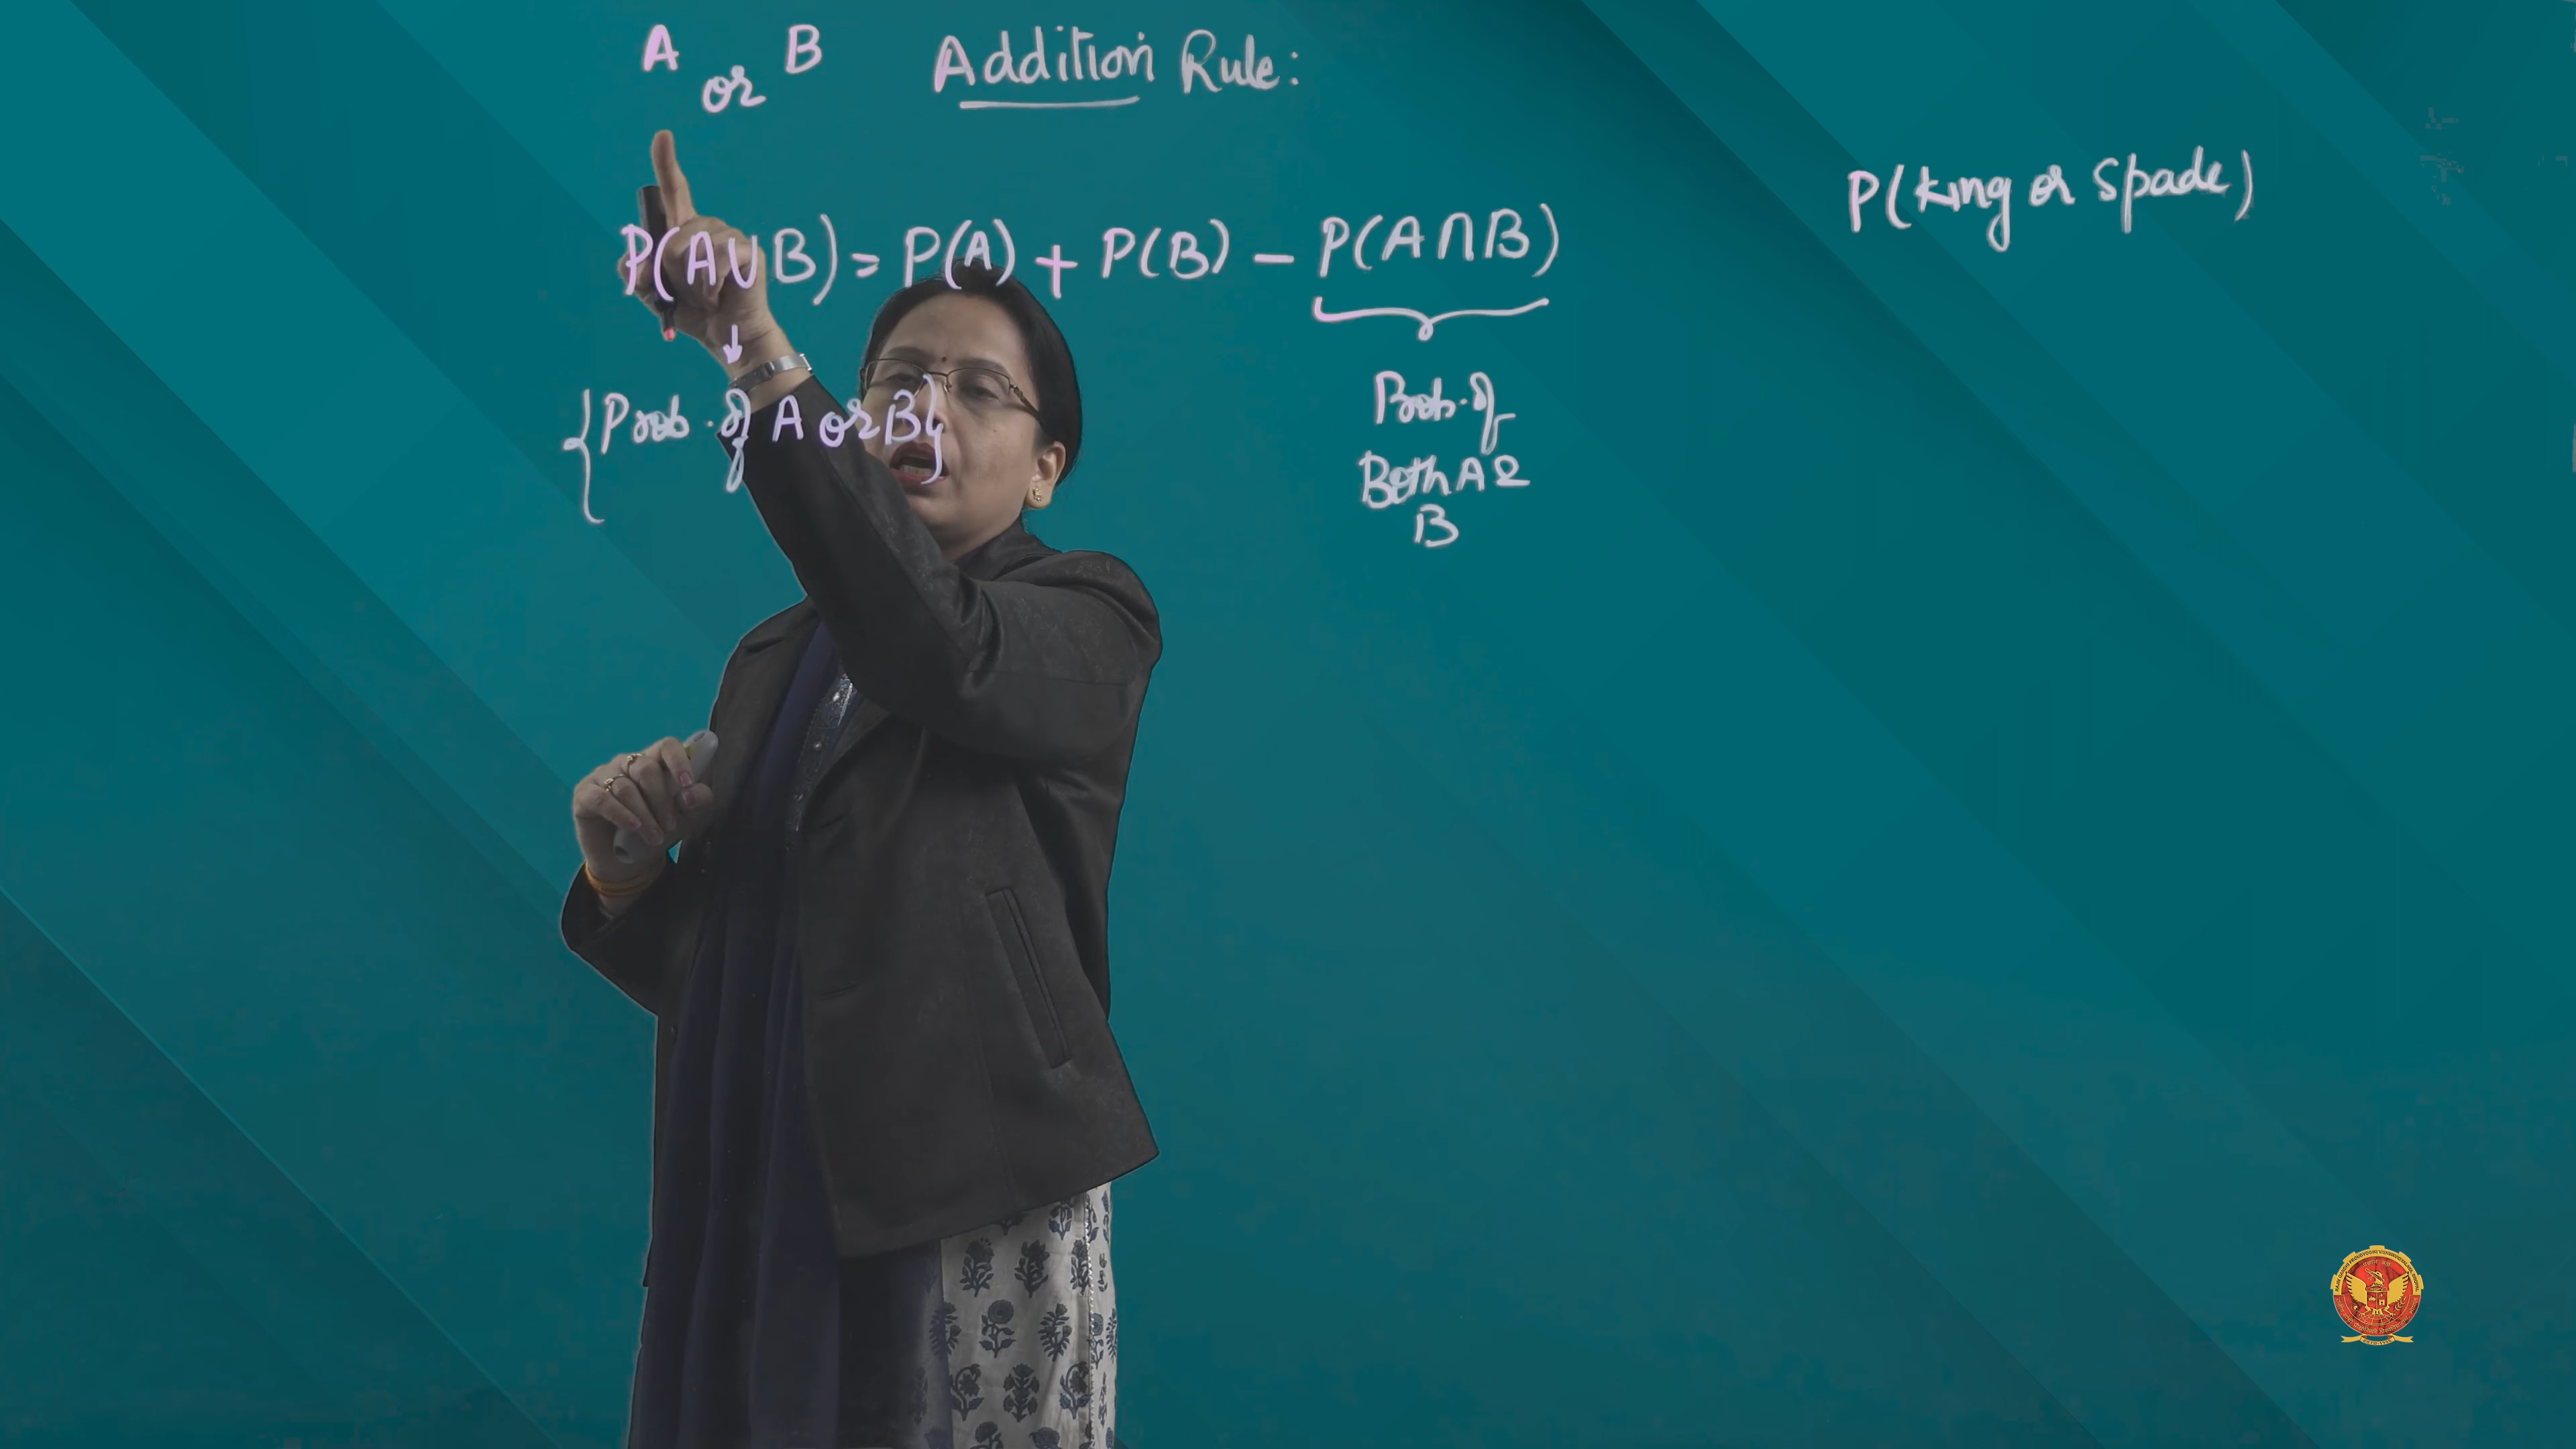 A or B Addition Rule:
P(King or Spade)
P(A∪B) = P(A) + P(B) - P(A∩B)
{Prob. of A or B}
Prob. of
Both A &
B